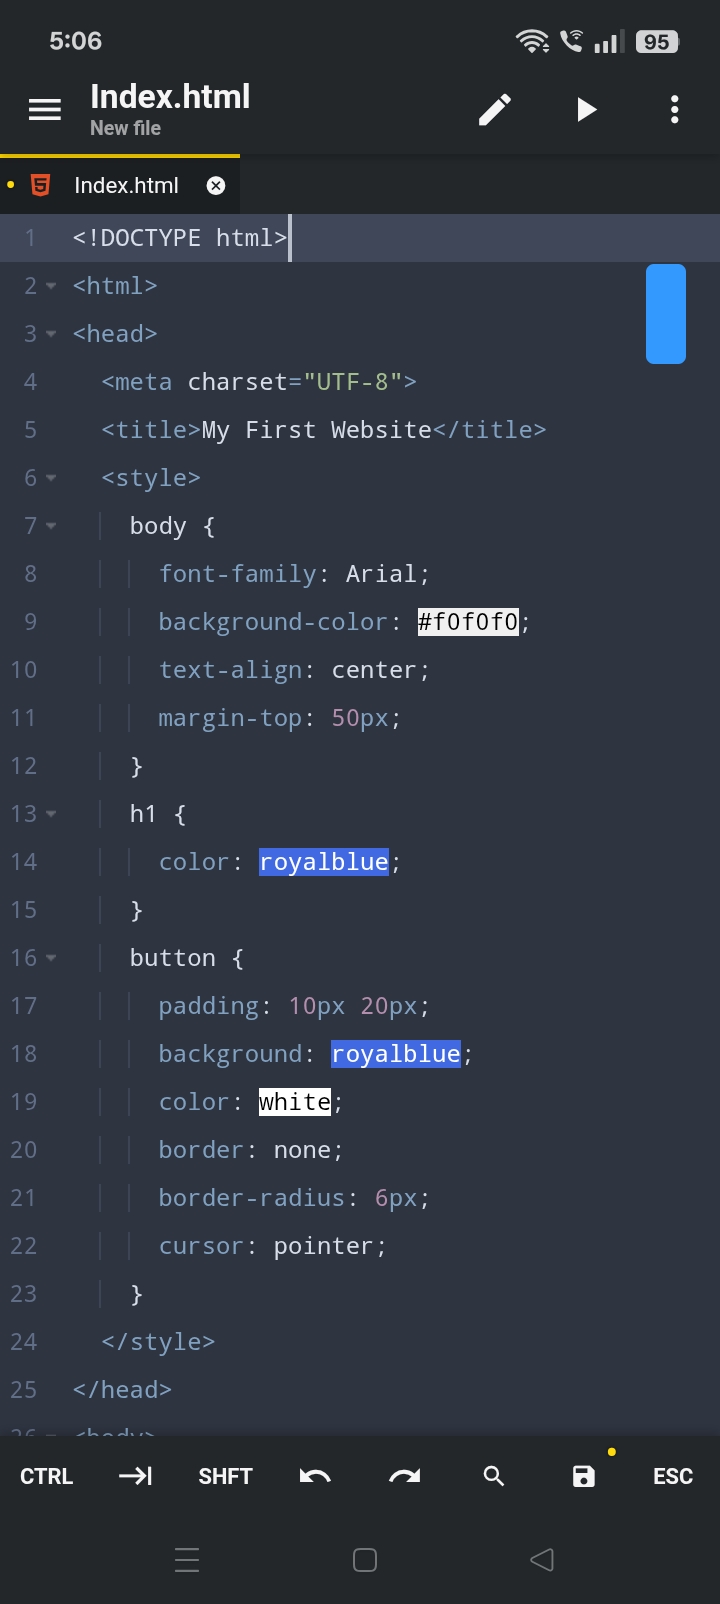 5:06
95
Index.html
New file
Index.html
1 <!DOCTYPE html>
2 <html>
3 <head>
4 <meta charset="UTF-8">
5 <title>My First Website</title>
6 <style>
7 body {
8 font-family: Arial;
9 background-color: #f0f0f0;
10 text-align: center;
11 margin-top: 50px;
12 }
13 h1 {
14 color: royalblue;
15 }
16 button {
17 padding: 10px 20px;
18 background: royalblue;
19 color: white;
20 border: none;
21 border-radius: 6px;
22 cursor: pointer;
23 }
24 </style>
25 </head>
26 <body>
CTRL SHFT ESC